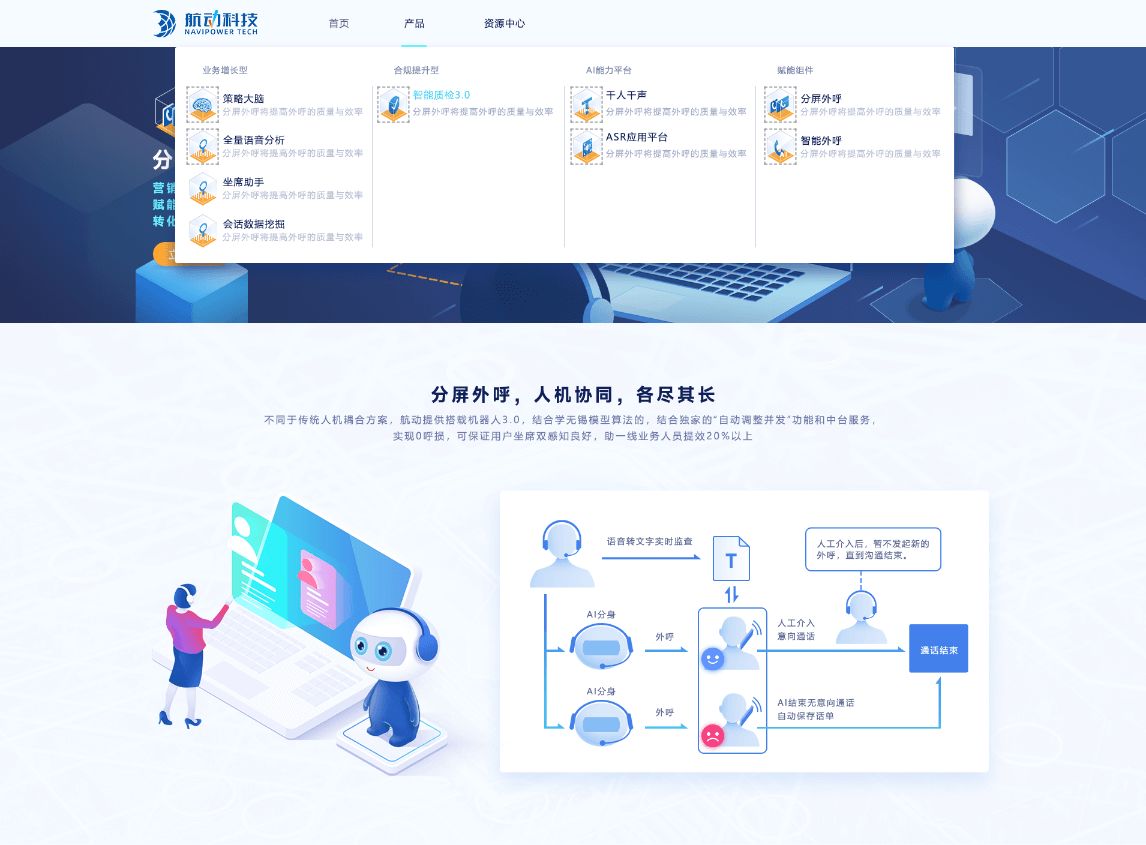 航动科技
NAVIPOWER TECH
首页
产品
资源中心
业务增长型
策略大脑
分屏外呼将提高外呼的质量与效率
全量语音分析
分屏外呼将提高外呼的质量与效率
坐席助手
分屏外呼将提高外呼的质量与效率
会话数据挖掘
分屏外呼将提高外呼的质量与效率
合规提升型
智能质检3.0
分屏外呼将提高外呼的质量与效率
AI能力平台
千人千声
分屏外呼将提高外呼的质量与效率
ASR应用平台
分屏外呼将提高外呼的质量与效率
赋能组件
分屏外呼
分屏外呼将提高外呼的质量与效率
智能外呼
分屏外呼将提高外呼的质量与效率
分
营销
赋能
转化
分屏外呼，人机协同，各尽其长
不同于传统人机耦合方案，航动提供搭载机器人3.0，结合学无锡模型算法的，结合独家的“自动调整并发”功能和中台服务，
实现0呼损，可保证用户坐席双感知良好，助一线业务人员提效20%以上
语音转文字实时监查
T
人工介入后，暂不发起新的
外呼，直到沟通结束。
AI分身
外呼
人工介入
意向通话
通话结束
AI分身
外呼
AI结束无意向通话
自动保存话单